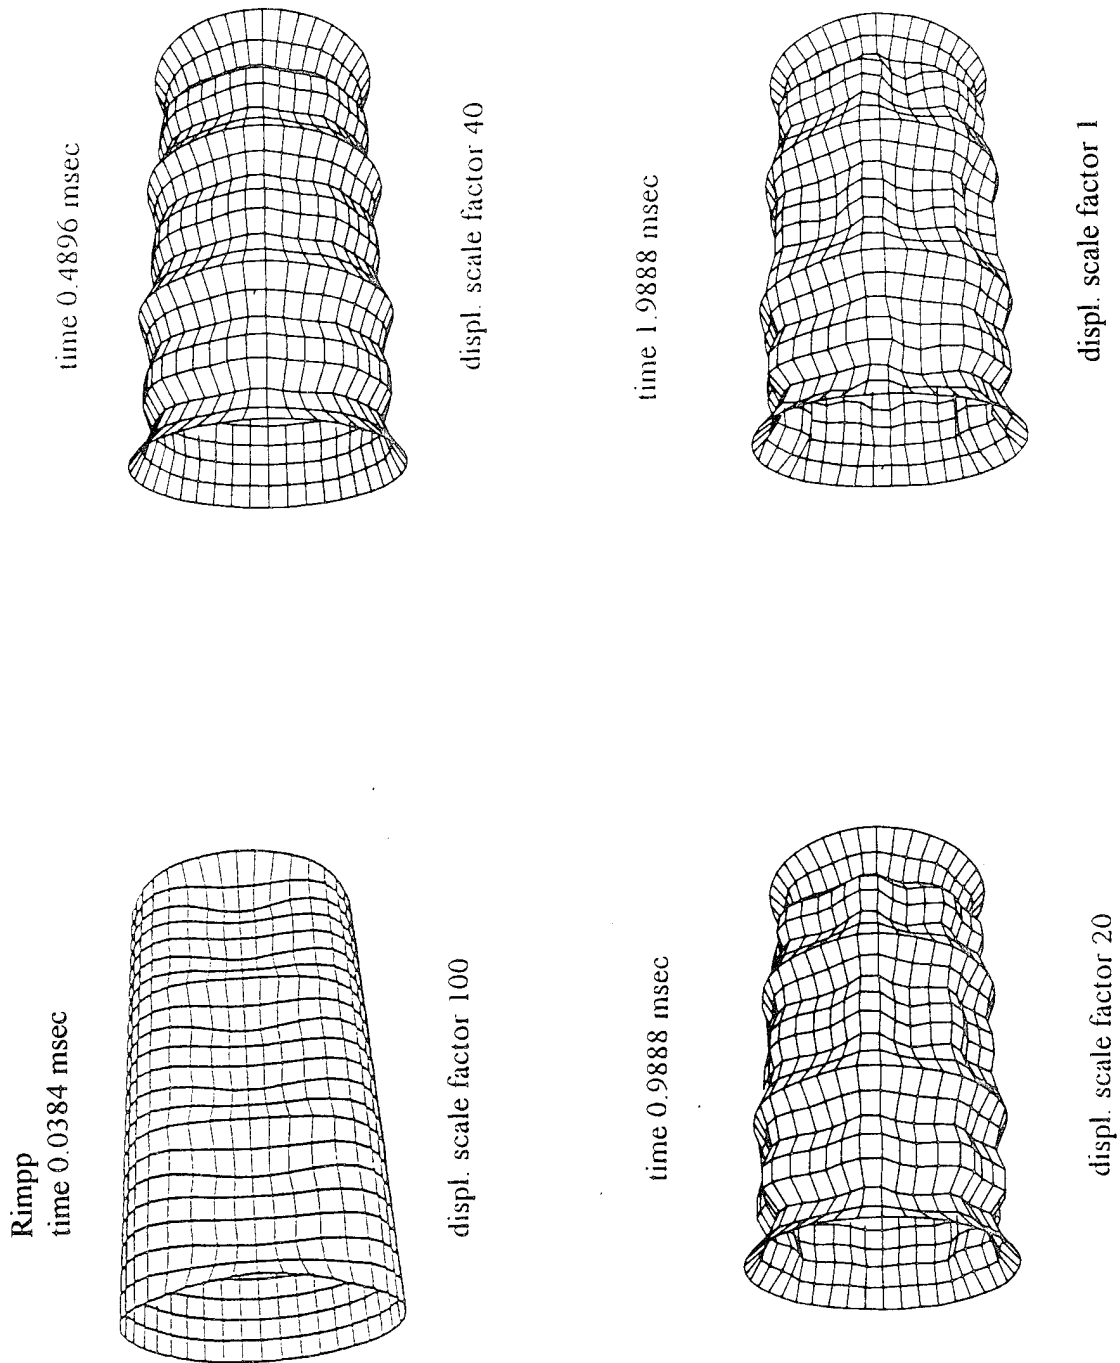 Rimpp
time 0.0384 msec
displ. scale factor 100
time 0.4896 msec
displ. scale factor 40
time 0.9888 msec
displ. scale factor 20
time 1.9888 msec
displ. scale factor 1